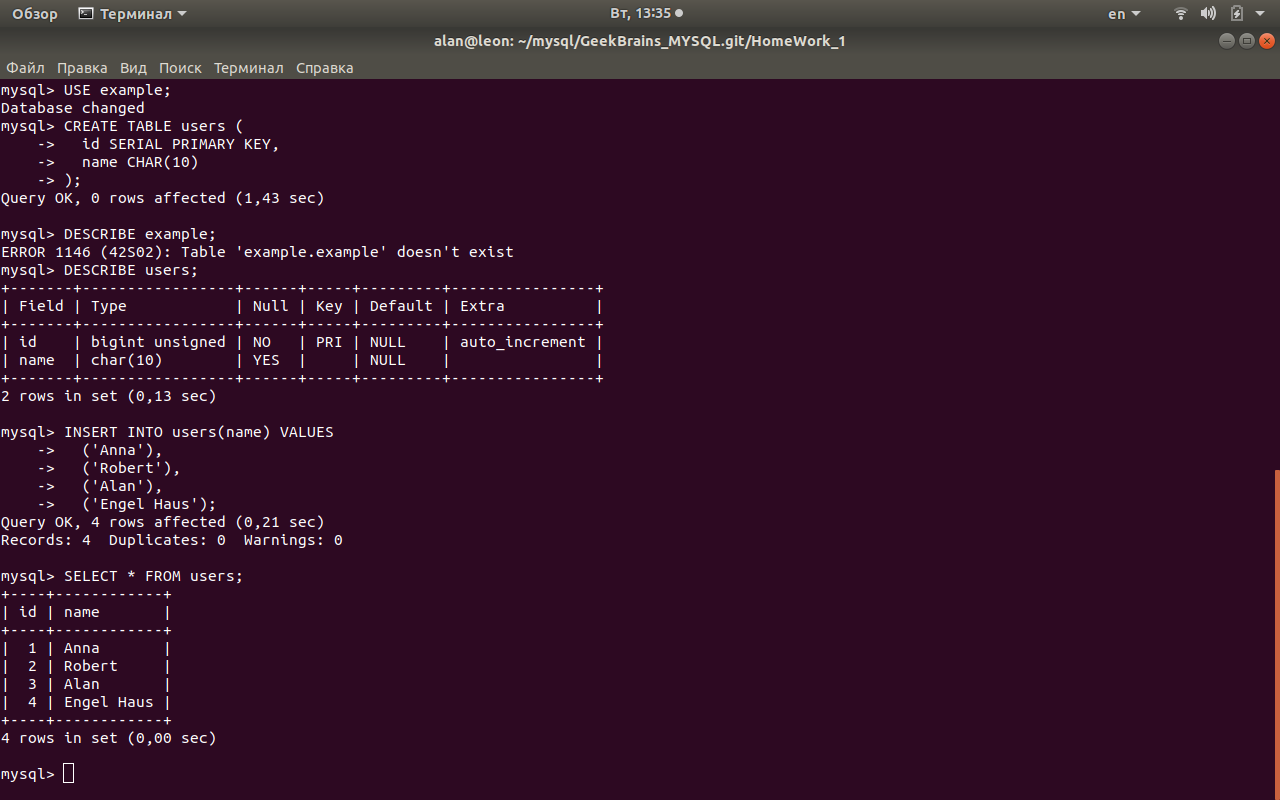 Обзор Терминал Вт, 13:35 en
alan@leon: ~/mysql/GeekBrains_MYSQL.git/HomeWork_1
Файл Правка Вид Поиск Терминал Справка
mysql> USE example;
Database changed
mysql> CREATE TABLE users (
    ->   id SERIAL PRIMARY KEY,
    ->   name CHAR(10)
    -> );
Query OK, 0 rows affected (1,43 sec)

mysql> DESCRIBE example;
ERROR 1146 (42S02): Table 'example.example' doesn't exist
mysql> DESCRIBE users;
+-------+-----------------+------+-----+---------+----------------+
| Field | Type            | Null | Key | Default | Extra          |
+-------+-----------------+------+-----+---------+----------------+
| id    | bigint unsigned | NO   | PRI | NULL    | auto_increment |
| name  | char(10)        | YES  |     | NULL    |                |
+-------+-----------------+------+-----+---------+----------------+
2 rows in set (0,13 sec)

mysql> INSERT INTO users(name) VALUES
    ->   ('Anna'),
    ->   ('Robert'),
    ->   ('Alan'),
    ->   ('Engel Haus');
Query OK, 4 rows affected (0,21 sec)
Records: 4  Duplicates: 0  Warnings: 0

mysql> SELECT * FROM users;
+----+------------+
| id | name       |
+----+------------+
|  1 | Anna       |
|  2 | Robert     |
|  3 | Alan       |
|  4 | Engel Haus |
+----+------------+
4 rows in set (0,00 sec)

mysql>